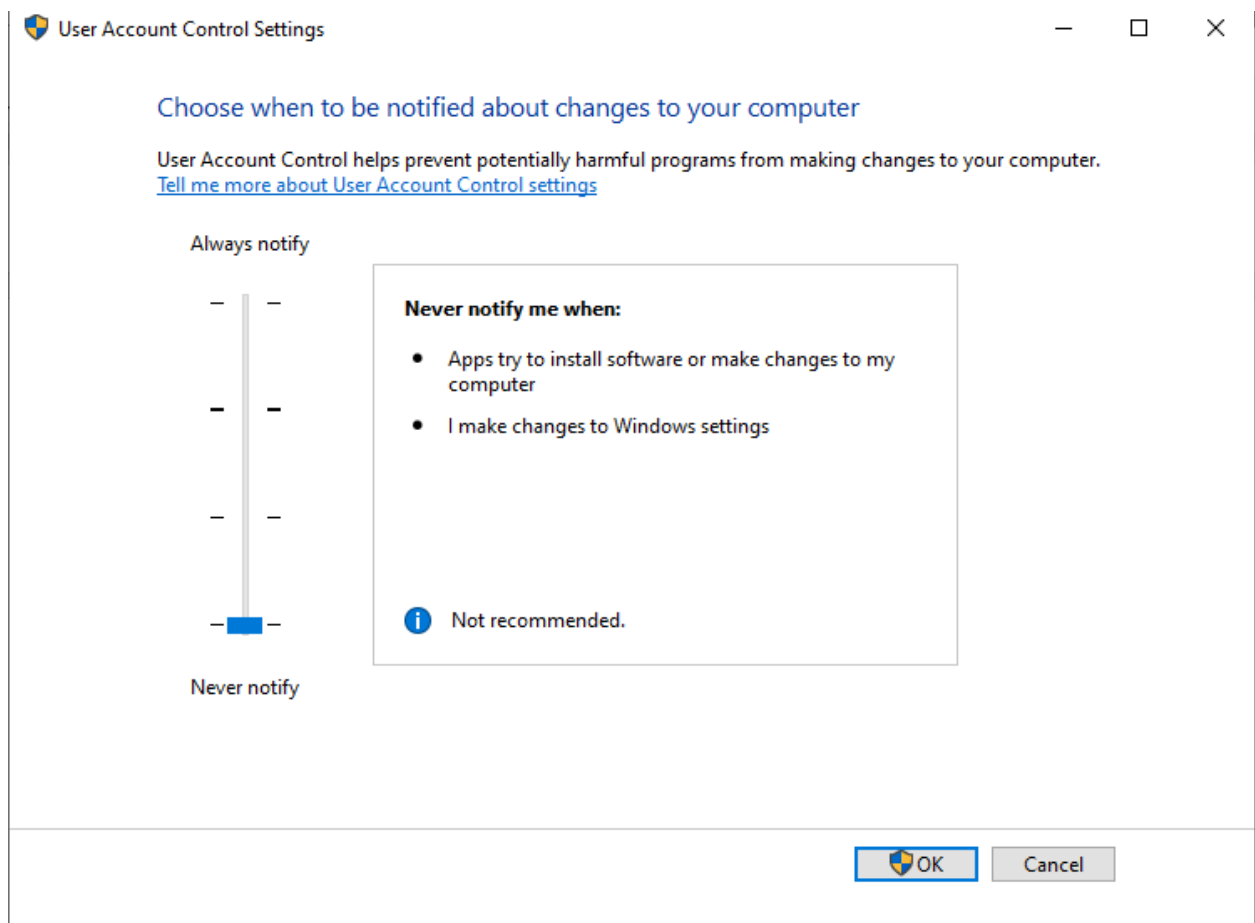 User Account Control Settings
Choose when to be notified about changes to your computer
User Account Control helps prevent potentially harmful programs from making changes to your computer.
Tell me more about User Account Control settings
Always notify
Never notify me when:
Apps try to install software or make changes to my
computer
I make changes to Windows settings
Not recommended.
Never notify
OK
Cancel